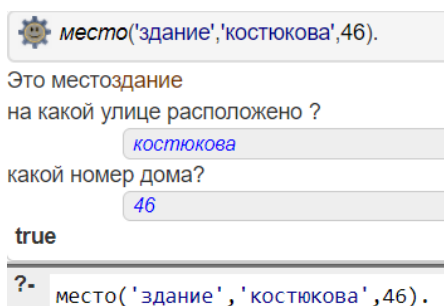 место('здание','костюкова',46).
Это местоздание
на какой улице расположено ?
костюкова
какой номер дома?
46
true
?- место('здание','костюкова',46).